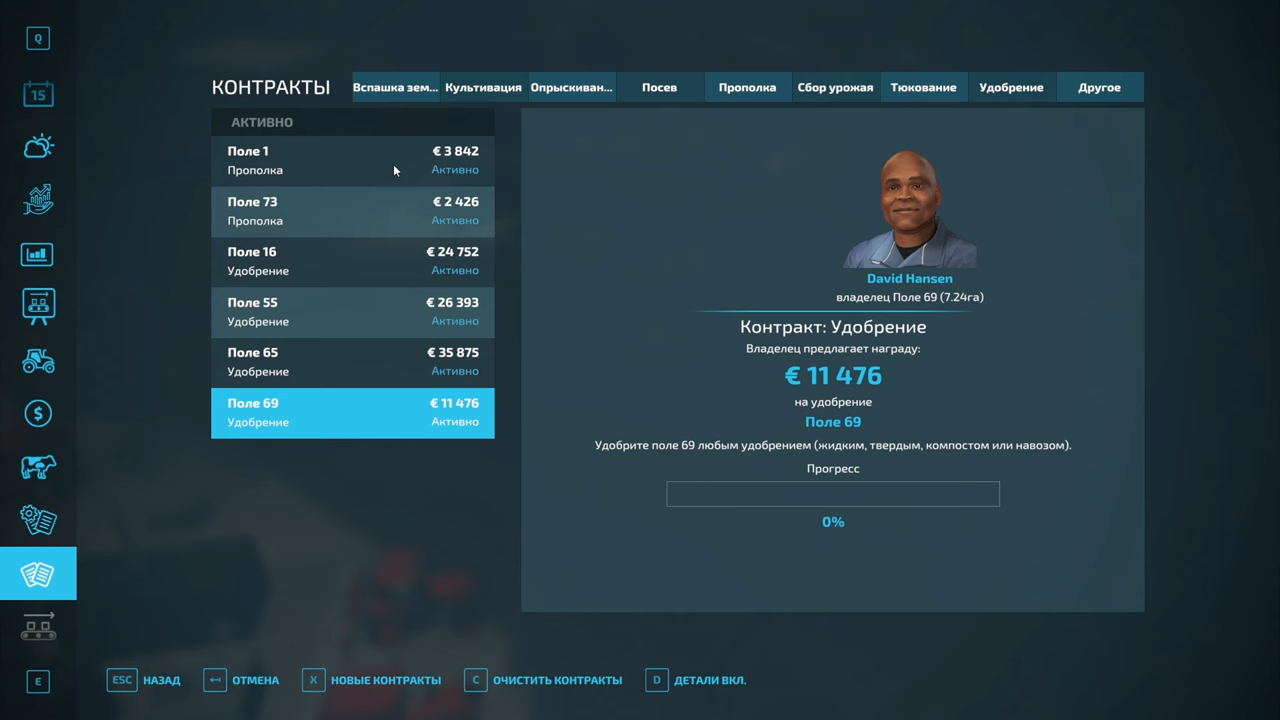 Q
15
КОНТРАКТЫ
Вспашка зем...
Культивация
Опрыскиван...
Посев
Прополка
Сбор урожая
Тюкование
Удобрение
Другое
АКТИВНО
Поле 1 € 3 842
Прополка Активно
Поле 73 € 2 426
Прополка Активно
Поле 16 € 24 752
Удобрение Активно
Поле 55 € 26 393
Удобрение Активно
Поле 65 € 35 875
Удобрение Активно
Поле 69 € 11 476
Удобрение Активно
David Hansen
владелец Поле 69 (7.24га)
Контракт: Удобрение
Владелец предлагает награду:
€ 11 476
на удобрение
Поле 69
Удобрите поле 69 любым удобрением (жидким, твердым, компостом или навозом).
Прогресс
0%
E
ESC НАЗАД
ОТМЕНА
X НОВЫЕ КОНТРАКТЫ
C ОЧИСТИТЬ КОНТРАКТЫ
D ДЕТАЛИ ВКЛ.